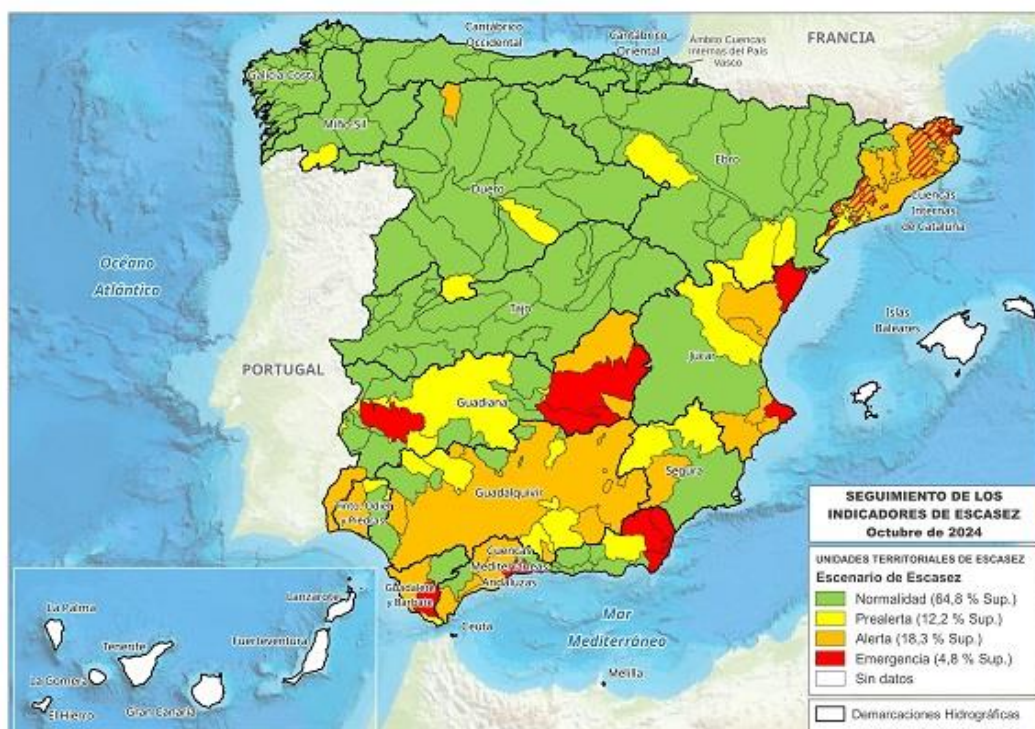 Cantábrico
Occidental
Cantábrico
Oriental
Ámbito Cuencas
Internas del País
Vasco
FRANCIA
Galicia Costa
Miño-Sil
Ebro
Duero
Cuencas
Internas
de Cataluña
Océano
Atlántico
Tajo
Islas
Baleares
Júcar
PORTUGAL
Guadiana
Segura
Guadalquivir
Tinto, Odiel
y Piedras
Cuencas
Mediterráneas
Andaluzas
Guadalete
y Barbate
Ceuta
Mar
Mediterráneo
Melilla
La Palma
Lanzarote
Tenerife
Fuerteventura
La Gomera
El Hierro
Gran Canaria
SEGUIMIENTO DE LOS
INDICADORES DE ESCASEZ
Octubre de 2024
UNIDADES TERRITORIALES DE ESCASEZ
Escenario de Escasez
Normalidad (64,8 % Sup.)
Prealerta (12,2 % Sup.)
Alerta (18,3 % Sup.)
Emergencia (4,8 % Sup.)
Sin datos
Demarcaciones Hidrográficas